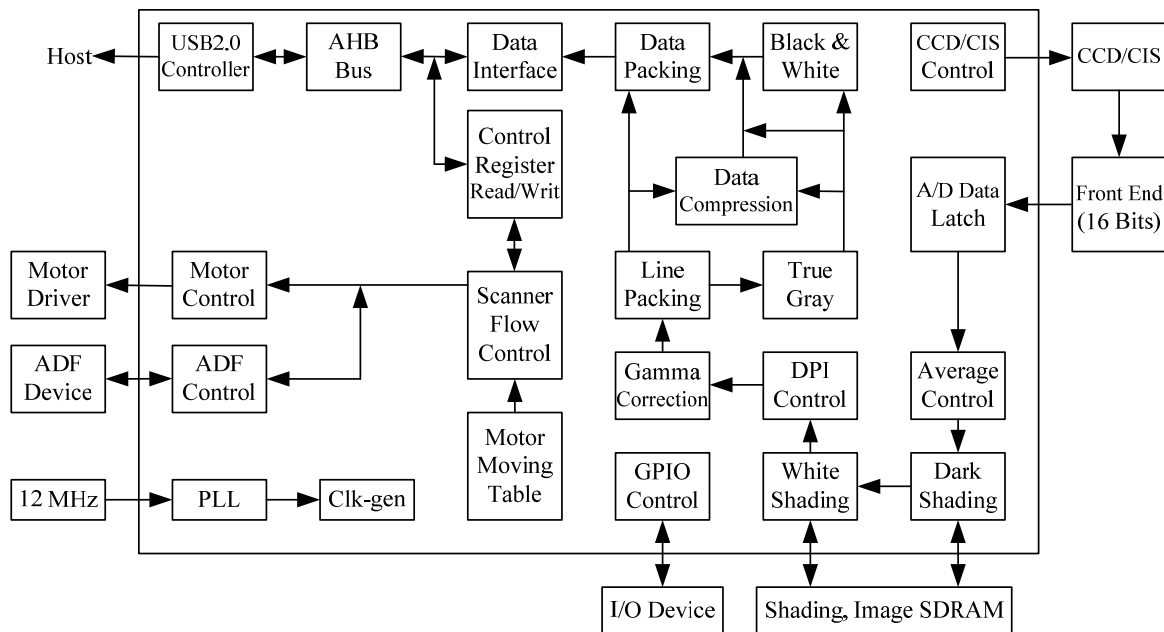 Host
USB2.0
Controller
AHB
Bus
Data
Interface
Data
Packing
Black &
White
CCD/CIS
Control
CCD/CIS
Control
Register
Read/Writ
Data
Compression
A/D Data
Latch
Front End
(16 Bits)
Motor
Driver
Motor
Control
Scanner
Flow
Control
Line
Packing
True
Gray
ADF
Device
ADF
Control
Gamma
Correction
DPI
Control
Average
Control
Motor
Moving
Table
12 MHz
PLL
Clk-gen
GPIO
Control
White
Shading
Dark
Shading
I/O Device
Shading, Image SDRAM